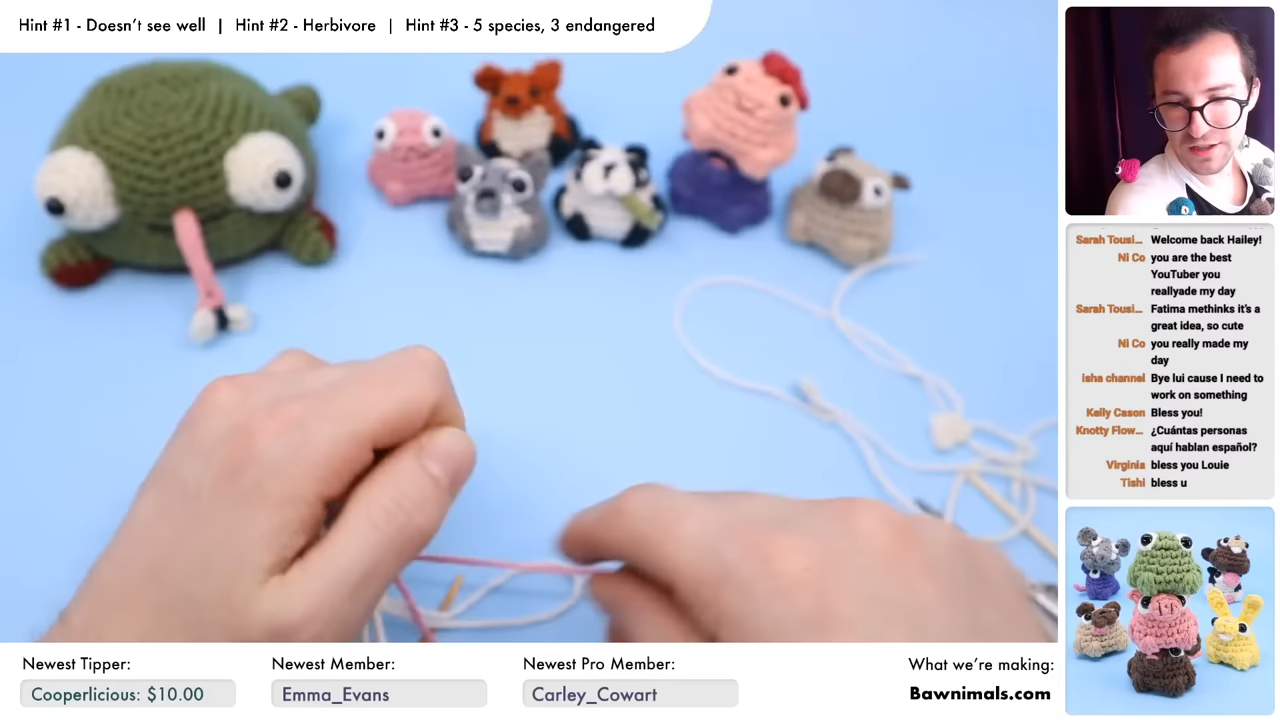 Hint #1 - Doesn't see well | Hint #2 - Herbivore | Hint #3 - 5 species, 3 endangered
Sarah Tousi... Welcome back Hailey!
Ni Co you are the best
YouTuber you
reallyade my day
Sarah Tousi... Fatima methinks it's a
great idea, so cute
Ni Co you really made my
day
isha channel Bye lui cause I need to
work on something
Kelly Cason Bless you!
Knotty Flow... ¿Cuántas personas
aquí hablan español?
Virginia bless you Louie
Tishi bless u
Newest Tipper:
Cooperlicious: $10.00
Newest Member:
Emma_Evans
Newest Pro Member:
Carley_Cowart
What we're making:
Bawnimals.com